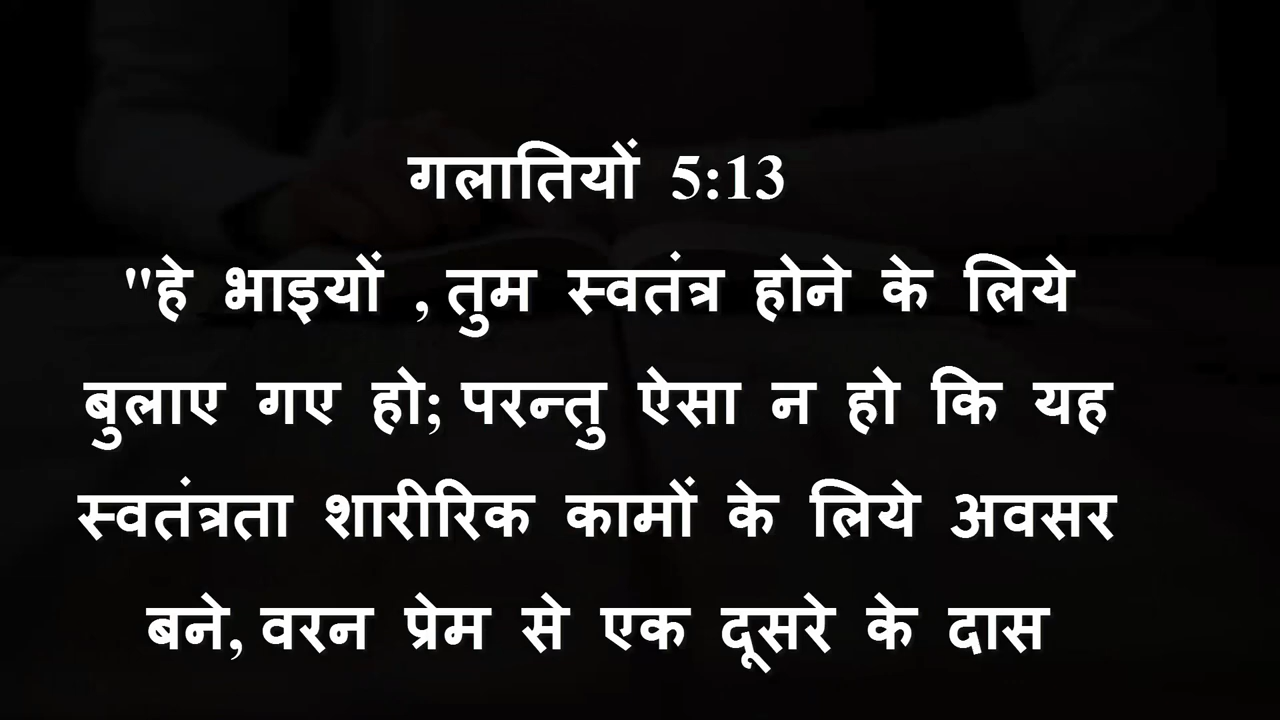 गलातियों 5:13
"हे भाइयों , तुम स्वतंत्र होने के लिये
बुलाए गए हो; परन्तु ऐसा न हो कि यह
स्वतंत्रता शारीरिक कामों के लिये अवसर
बने, वरन प्रेम से एक दूसरे के दास